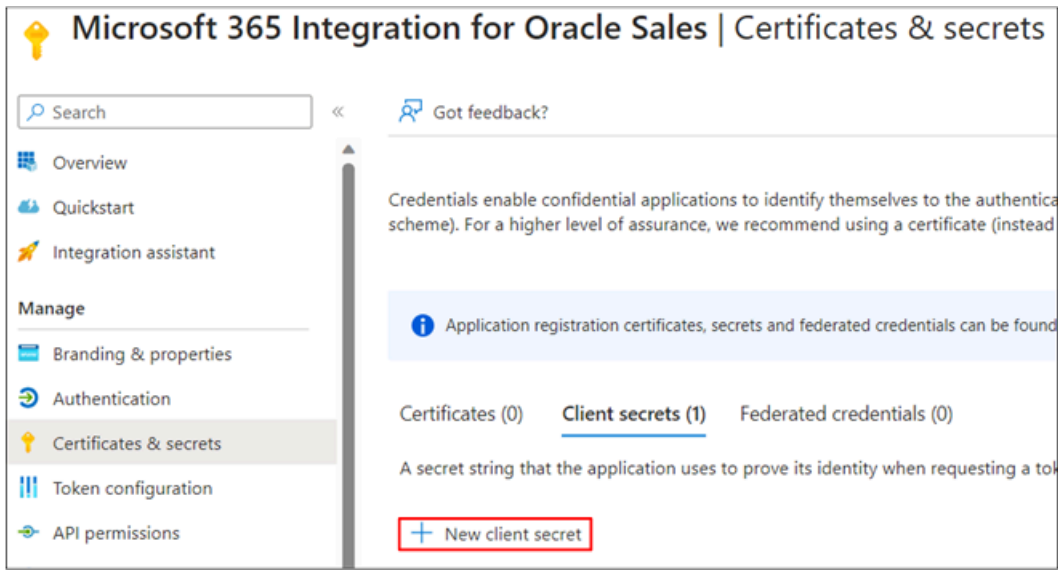 Microsoft 365 Integration for Oracle Sales | Certificates & secrets
Search
«
Got feedback?
Overview
Quickstart
Integration assistant
Manage
Branding & properties
Authentication
Certificates & secrets
Token configuration
API permissions
Credentials enable confidential applications to identify themselves to the authentica
scheme). For a higher level of assurance, we recommend using a certificate (instead
Application registration certificates, secrets and federated credentials can be found
Certificates (0) Client secrets (1) Federated credentials (0)
A secret string that the application uses to prove its identity when requesting a tok
+ New client secret